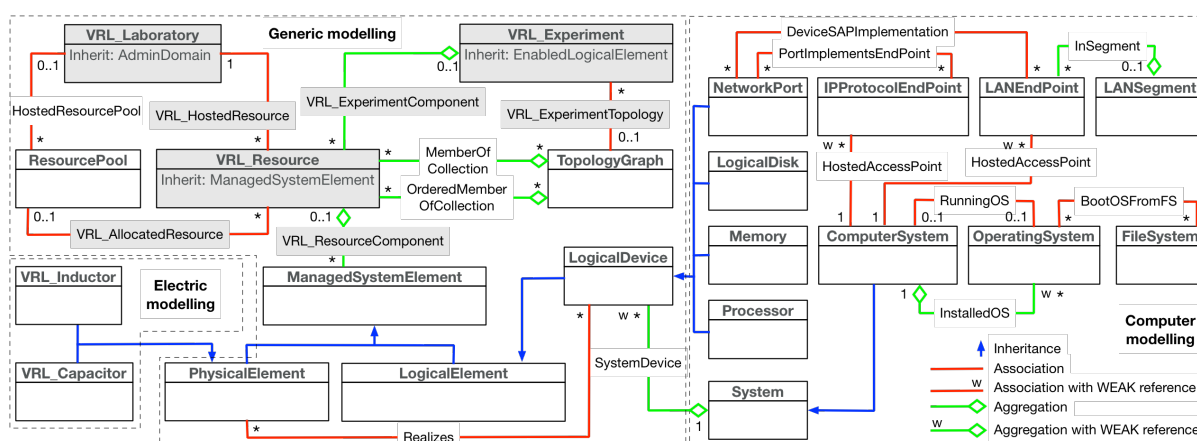 VRL_Laboratory
Inherit: AdminDomain
Generic modelling
VRL_Experiment
Inherit: EnabledLogicalElement
0..1
1
0..1
HostedResourcePool
VRL_HostedResource
VRL_ExperimentComponent
VRL_ExperimentTopology
*
*
*
*
0..1
ResourcePool
VRL_Resource
Inherit: ManagedSystemElement
*
MemberOf
Collection
*
TopologyGraph
*
OrderedMember
OfCollection
*
0..1
*
0..1
VRL_AllocatedResource
VRL_ResourceComponent
*
VRL_Inductor
Electric
modelling
ManagedSystemElement
LogicalDevice
*
w *
VRL_Capacitor
PhysicalElement
LogicalElement
SystemDevice
*
Realizes
1
DeviceSAPImplementation
PortImplementsEndPoint
InSegment
*
*
*
*
*
0..1
NetworkPort
IPProtocolEndPoint
LANEndPoint
LANSegment
w *
w *
LogicalDisk
HostedAccessPoint
HostedAccessPoint
RunningOS
BootOSFromFS
1
1
0..1
0..1
*
*
Memory
ComputerSystem
OperatingSystem
FileSystem
1
w *
Processor
InstalledOS
Computer
modelling
System
Inheritance
Association
w
Association with WEAK reference
Aggregation
w
Aggregation with WEAK reference